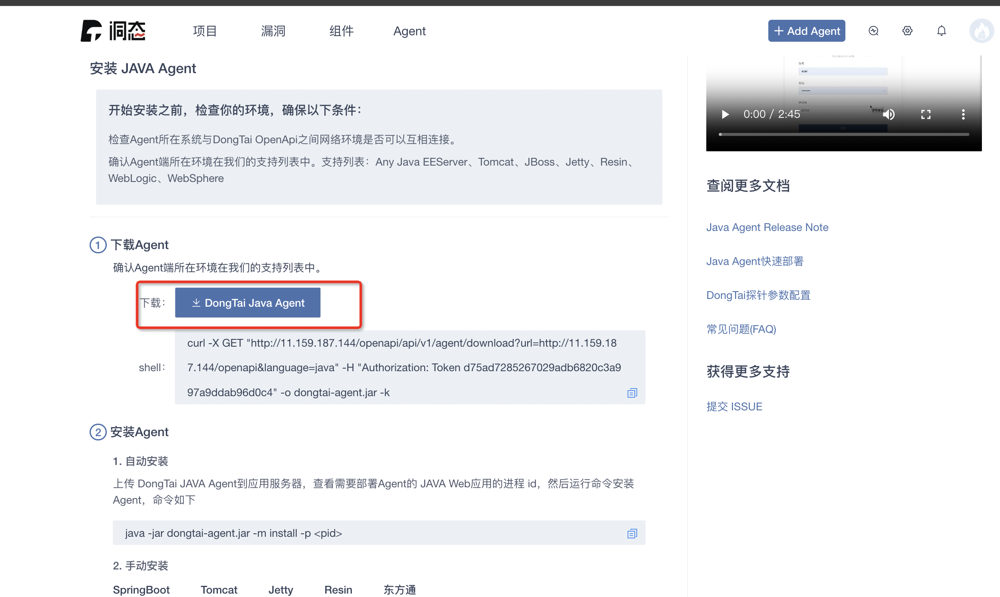 洞态
项目
漏洞
组件
Agent
Add Agent
安装 JAVA Agent
开始安装之前，检查你的环境，确保以下条件：
检查Agent所在系统与DongTai OpenApi之间网络环境是否可以互相连接。
确认Agent端所在环境在我们的支持列表中。支持列表：Any Java EEServer、Tomcat、JBoss、Jetty、Resin、
WebLogic、WebSphere
1 下载Agent
确认Agent端所在环境在我们的支持列表中。
下载： DongTai Java Agent
shell：
curl -X GET "http://11.159.187.144/openapi/api/v1/agent/download?url=http://11.159.18
7.144/openapi&language=java" -H "Authorization: Token d75ad7285267029adb6820c3a9
97a9ddab96d0c4" -o dongtai-agent.jar -k
2 安装Agent
1. 自动安装
上传 DongTai JAVA Agent到应用服务器，查看需要部署Agent的 JAVA Web应用的进程 id，然后运行命令安装
Agent，命令如下
java -jar dongtai-agent.jar -m install -p <pid>
2. 手动安装
SpringBoot
Tomcat
Jetty
Resin
东方通
账号
密码
0:00 / 2:45
查阅更多文档
Java Agent Release Note
Java Agent快速部署
DongTai探针参数配置
常见问题(FAQ)
获得更多支持
提交 ISSUE